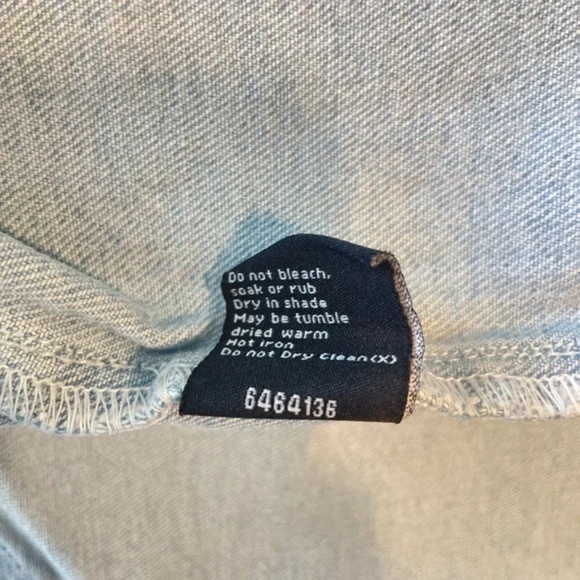 Do not bleach,
soak or rub
Dry in shade
May be tumble
dried warm
Hot iron
Do not Dry Clean(X)
6464136